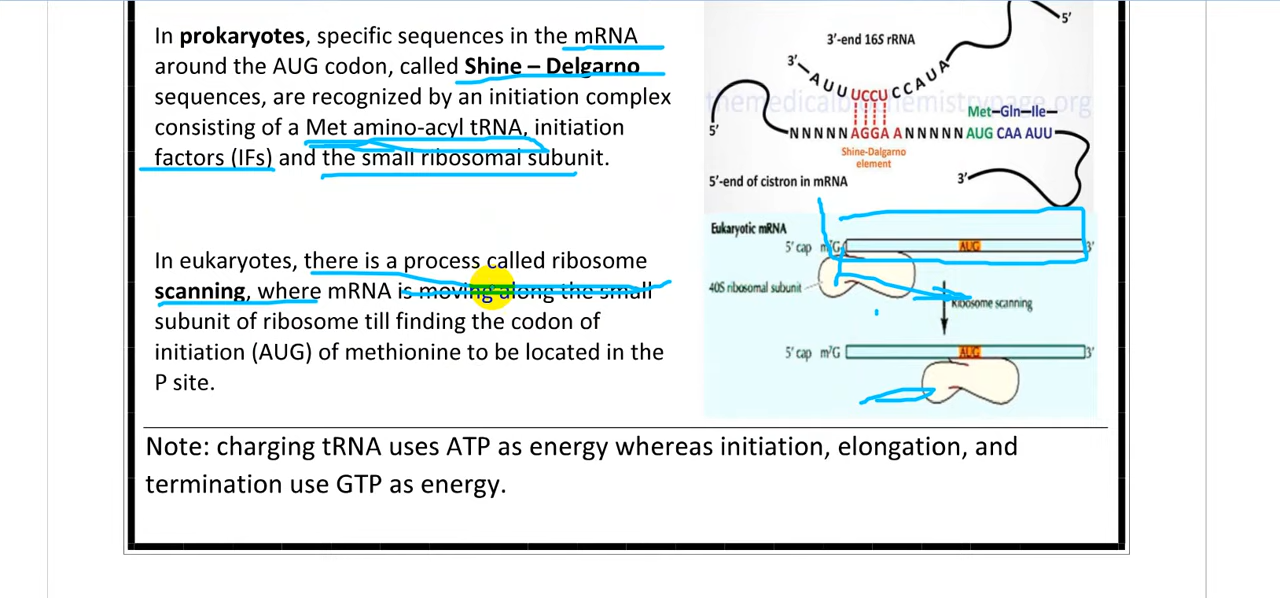 In prokaryotes, specific sequences in the mRNA
around the AUG codon, called Shine – Delgarno
sequences, are recognized by an initiation complex
consisting of a Met amino-acyl tRNA, initiation
factors (IFs) and the small ribosomal subunit.
In eukaryotes, there is a process called ribosome
scanning, where mRNA is moving along the small
subunit of ribosome till finding the codon of
initiation (AUG) of methionine to be located in the
P site.
5'
3'-end 16S rRNA
3'
AUUUCCUCCAUA
themedicalbiochemistrypage.org
Met–Gln–Ile–
5'
NNNNNAGGAANNNNNAUG CAA AUU
Shine-Dalgarno
element
3'
5'-end of cistron in mRNA
Eukaryotic mRNA
5' cap m7G AUG 3'
40S ribosomal subunit
Ribosome scanning
5' cap m7G AUG 3'
Note: charging tRNA uses ATP as energy whereas initiation, elongation, and
termination use GTP as energy.